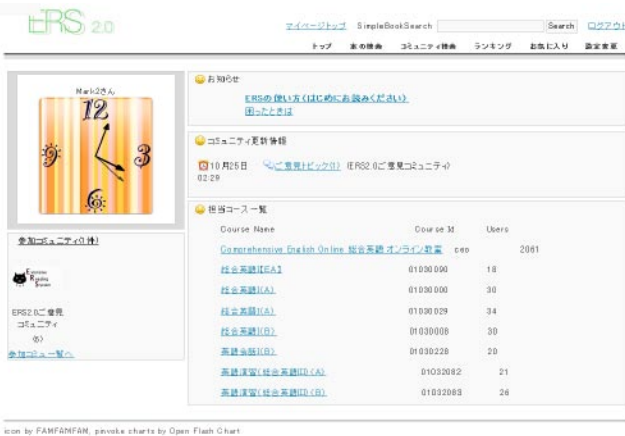 ERS 2.0
マイページトップ SimpleBookSearch Search ログアウト
トップ 本の検索 コミュニティ検索 ランキング お気に入り 設定変更
Mark2さん
12
9 3
6
参加コミュニティ(1件)
Extensive
Reading
ERS2.0ご意見
コミュニティ
(5)
参加コミュ一覧へ
お知らせ
ERSの使い方(はじめにお読みください)
困ったときは
コミュニティ更新情報
10月25日 ご意見トピック(1) (ERS2.0ご意見コミュニティ)
02:29
担当コース一覧
Course Name Course Id Users
Comprehensive English Online 総合英語 オンライン教室 ceo 2061
総合英語I[EA] 01030090 18
総合英語I(A) 01030000 30
総合英語I(A) 01030029 34
総合英語I(B) 01030008 30
英語会話I(B) 01030228 20
英語演習(総合英語II)(A) 01032082 21
英語演習(総合英語II)(B) 01032083 26
icon by FAMFAMFAM, pinvoke charts by Open Flash Chart